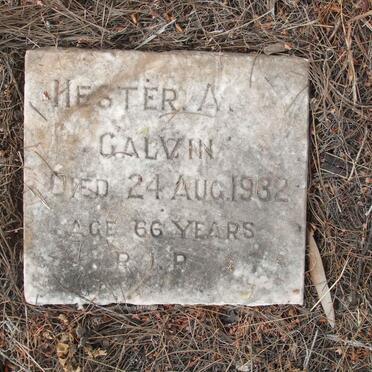 HESTER A.
GALVIN
DIED 24 AUG. 1932
AGE 66 YEARS
R.I.P.